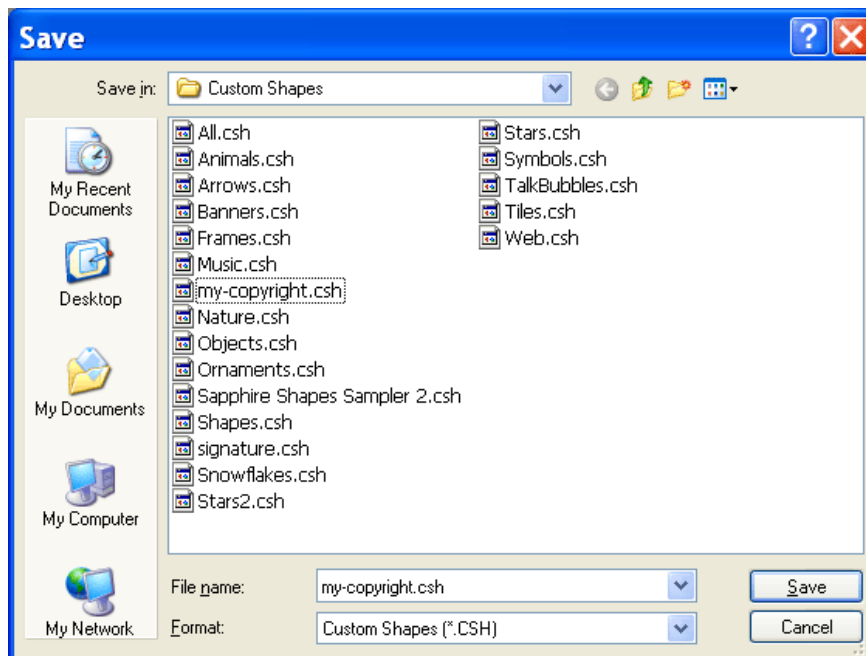 Save
Save in: Custom Shapes
My Recent
Documents
Desktop
My Documents
My Computer
My Network
All.csh
Animals.csh
Arrows.csh
Banners.csh
Frames.csh
Music.csh
my-copyright.csh
Nature.csh
Objects.csh
Ornaments.csh
Sapphire Shapes Sampler 2.csh
Shapes.csh
signature.csh
Snowflakes.csh
Stars2.csh
Stars.csh
Symbols.csh
TalkBubbles.csh
Tiles.csh
Web.csh
File name: my-copyright.csh Save
Format: Custom Shapes (*.CSH) Cancel